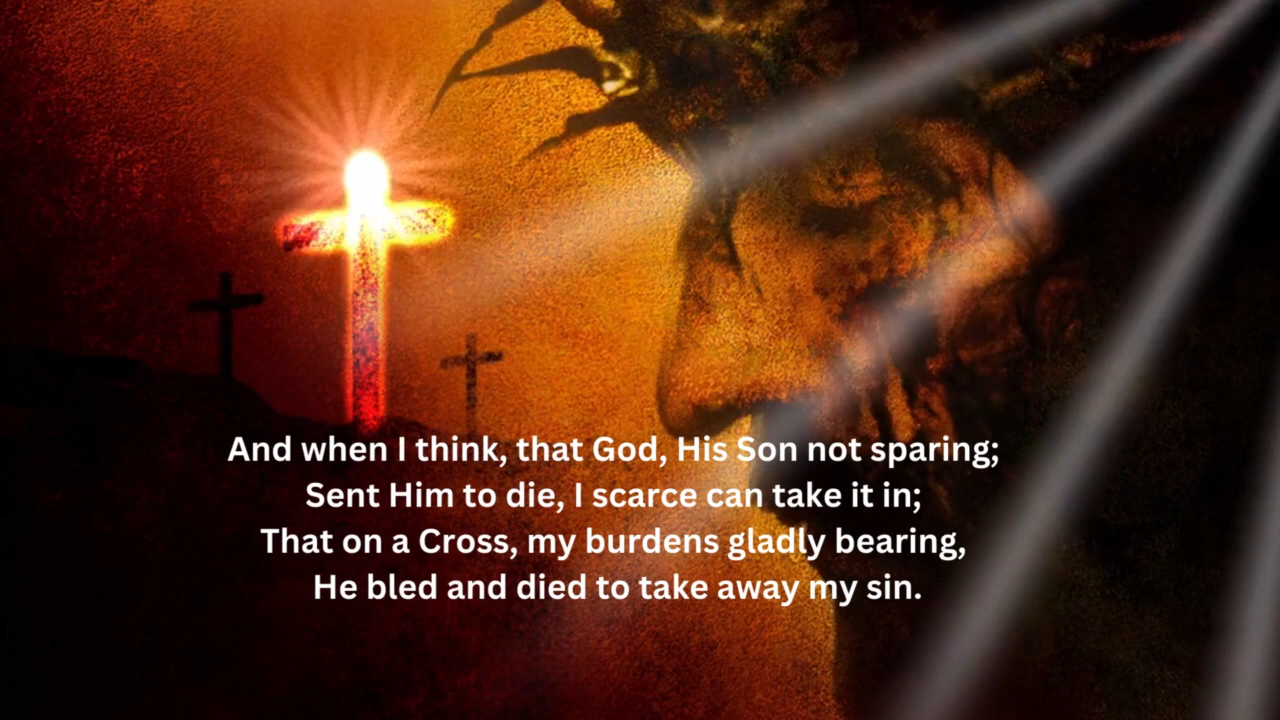 And when I think, that God, His Son not sparing;
Sent Him to die, I scarce can take it in;
That on a Cross, my burdens gladly bearing,
He bled and died to take away my sin.